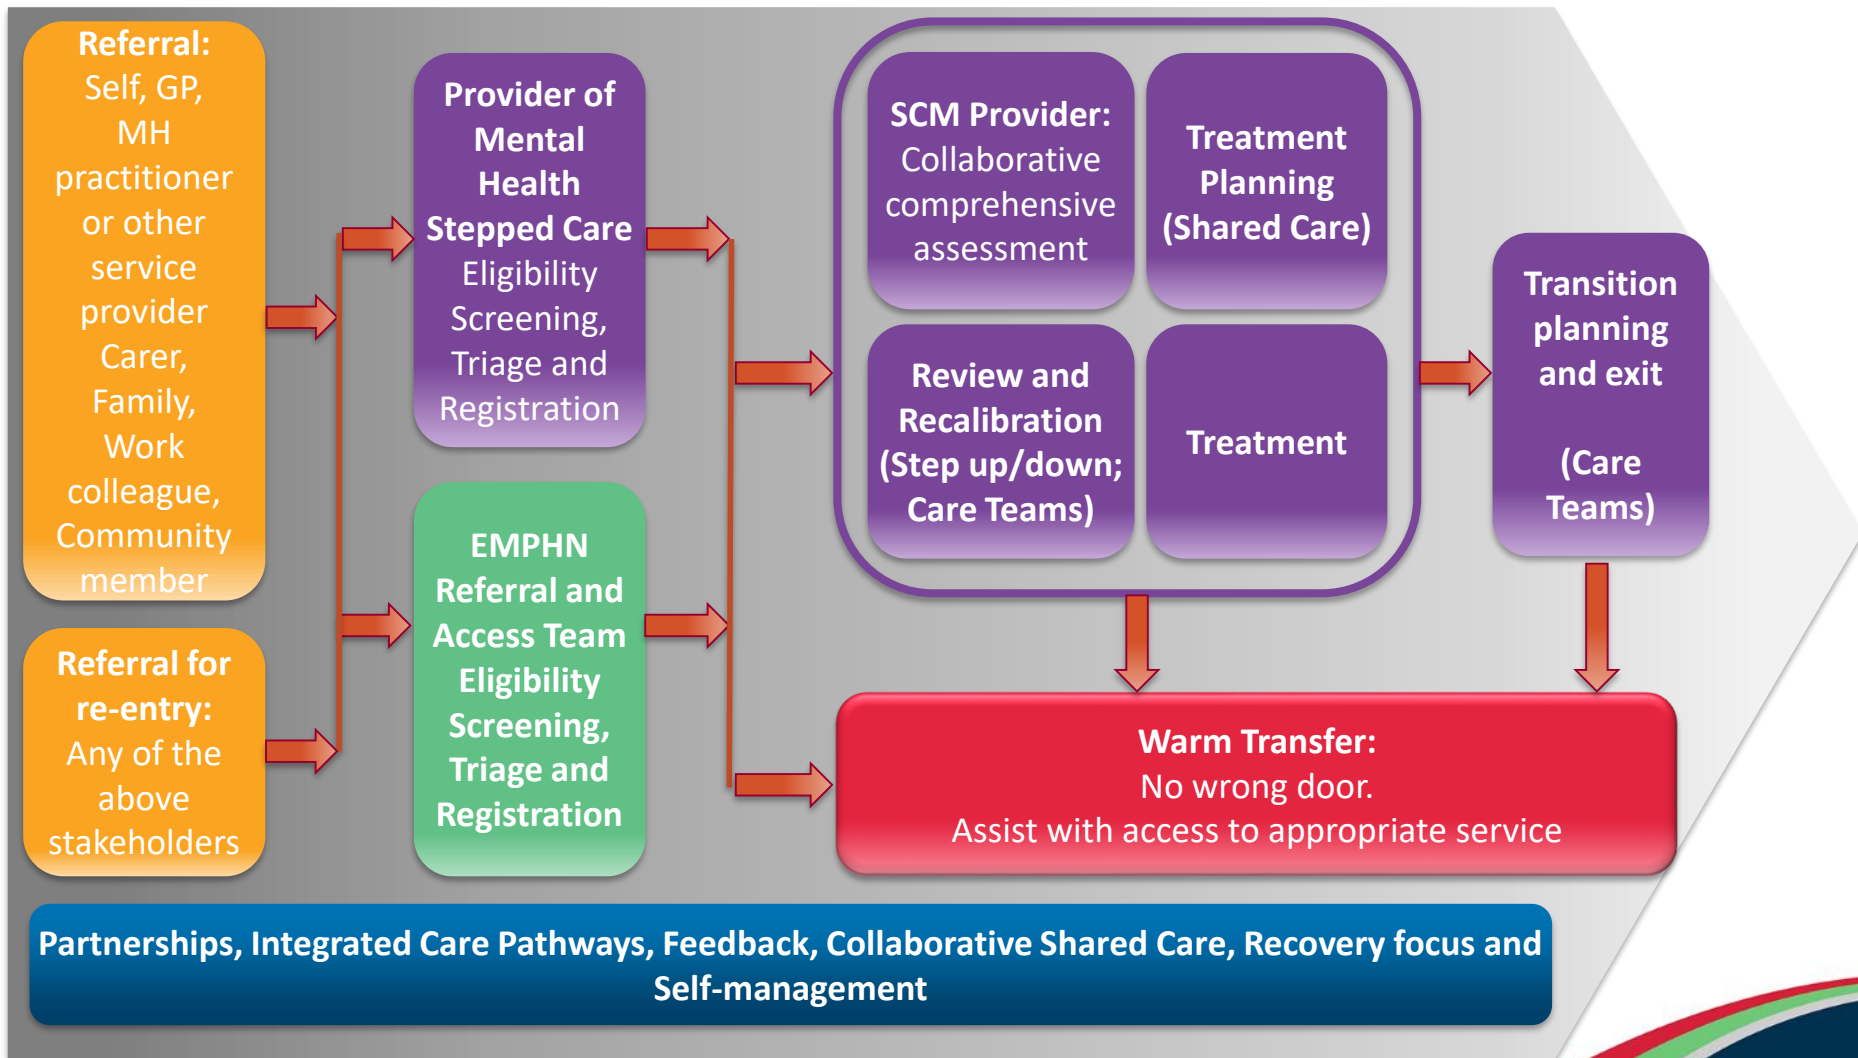 Referral:
Self, GP,
MH
practitioner
or other
service
provider
Carer,
Family,
Work
colleague,
Community
member
Referral for
re-entry:
Any of the
above
stakeholders
Provider of
Mental
Health
Stepped Care
Eligibility
Screening,
Triage and
Registration
EMPHN
Referral and
Access Team
Eligibility
Screening,
Triage and
Registration
SCM Provider:
Collaborative
comprehensive
assessment
Treatment
Planning
(Shared Care)
Review and
Recalibration
(Step up/down;
Care Teams)
Treatment
Transition
planning
and exit
(Care
Teams)
Warm Transfer:
No wrong door.
Assist with access to appropriate service
Partnerships, Integrated Care Pathways, Feedback, Collaborative Shared Care, Recovery focus and
Self-management